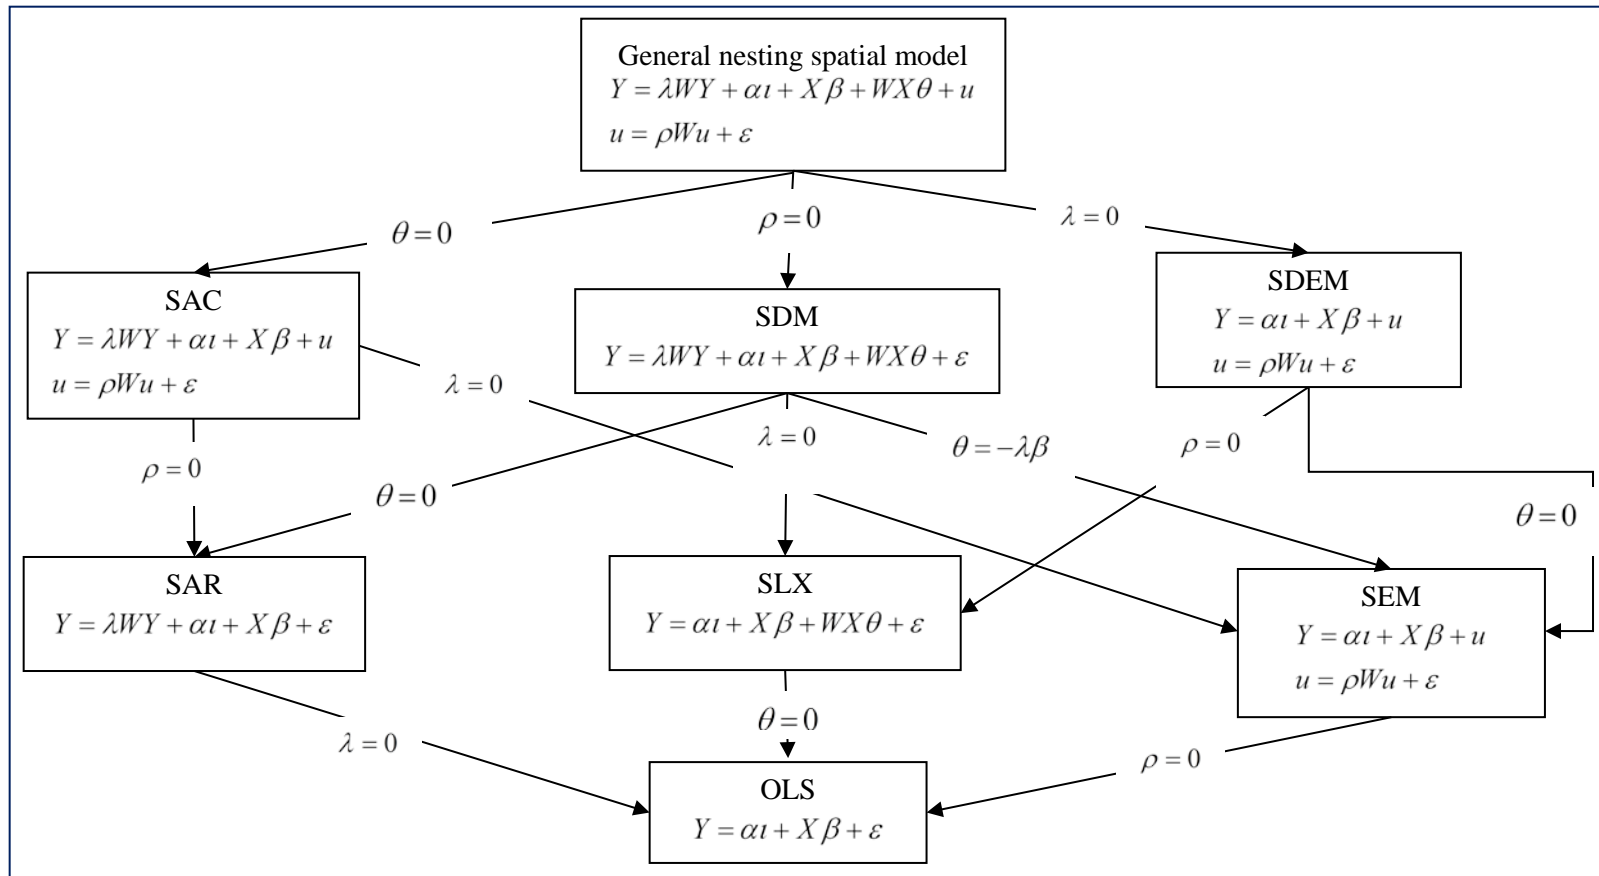 General nesting spatial model
Y = λWY + αι + Xβ + WXθ + u
u = ρWu + ε
θ = 0
ρ = 0
λ = 0
SAC
Y = λWY + αι + Xβ + u
u = ρWu + ε
SDM
Y = λWY + αι + Xβ + WXθ + ε
SDEM
Y = αι + Xβ + u
u = ρWu + ε
λ = 0
ρ = 0
θ = 0
λ = 0
θ = −λβ
ρ = 0
θ = 0
SAR
Y = λWY + αι + Xβ + ε
SLX
Y = αι + Xβ + WXθ + ε
SEM
Y = αι + Xβ + u
u = ρWu + ε
λ = 0
θ = 0
ρ = 0
OLS
Y = αι + Xβ + ε